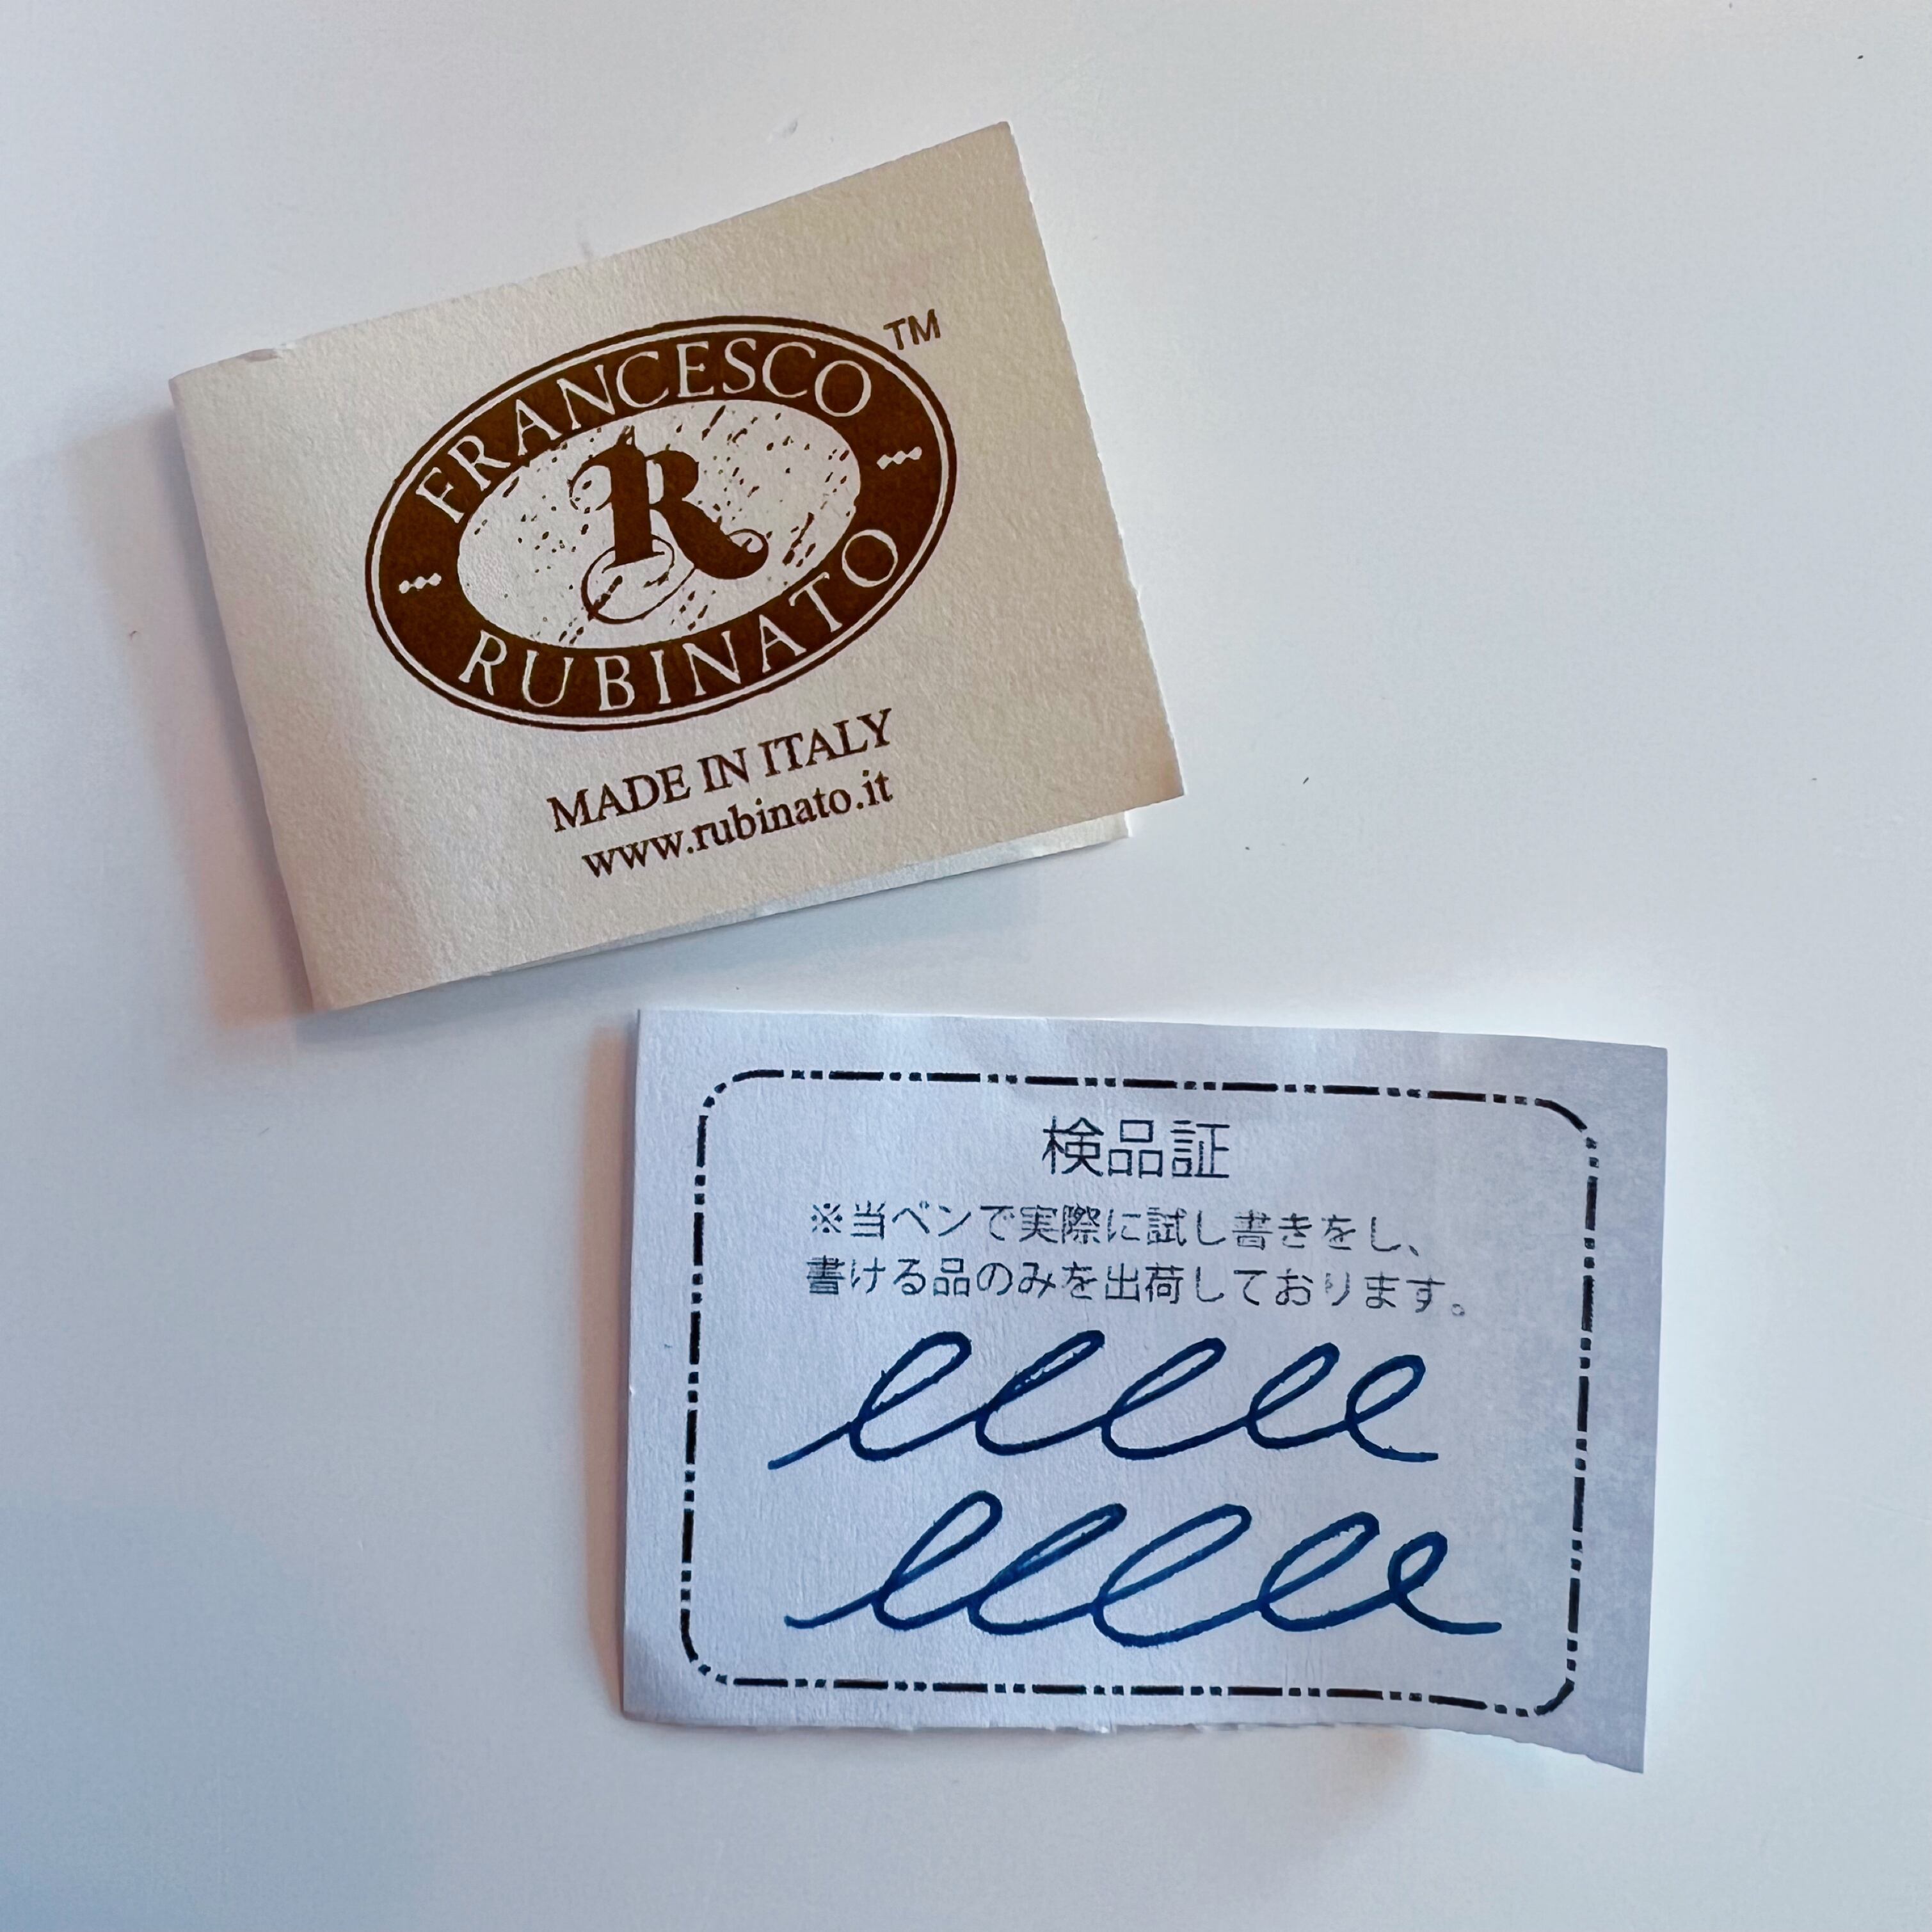 FRANCESCO
R
RUBINATO
TM
MADE IN ITALY
www.rubinato.it
検品証
※当ペンで実際に試し書きをし、
書ける品のみを出荷しております。